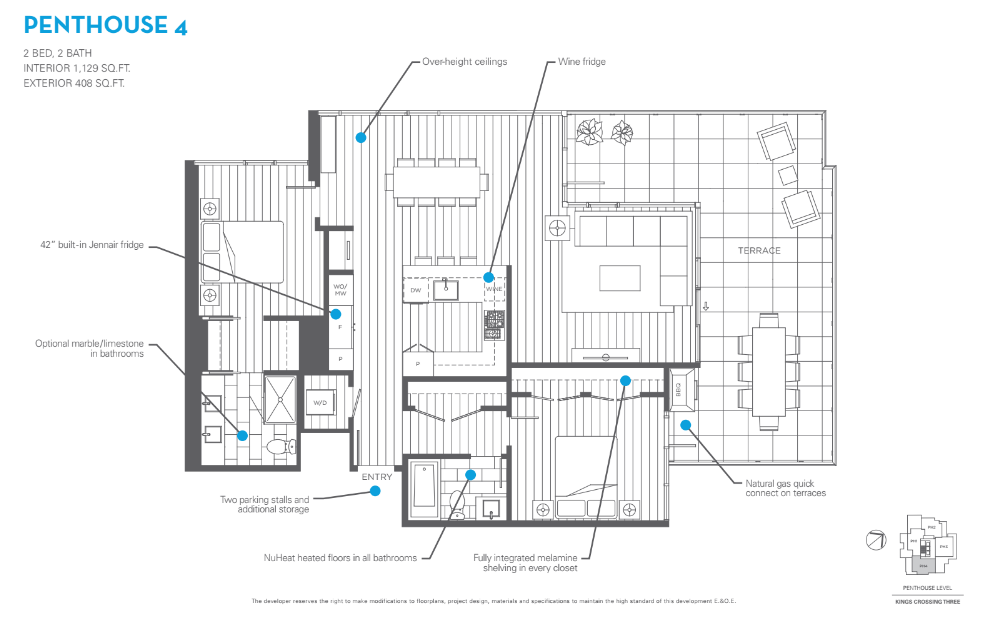 PENTHOUSE 4
2 BED, 2 BATH
INTERIOR 1,129 SQ.FT.
EXTERIOR 408 SQ.FT.
Over-height ceilings
Wine fridge
42" built-in Jennair fridge
TERRACE
WO/
MW
DW
WINE
F
P
P
Optional marble/limestone
in bathrooms
W/D
BBQ
ENTRY
Natural gas quick
connect on terraces
Two parking stalls and
additional storage
NuHeat heated floors in all bathrooms
Fully integrated melamine
shelving in every closet
PENTHOUSE LEVEL
KINGS CROSSING THREE
The developer reserves the right to make modifications to floorplans, project design, materials and specifications to maintain the high standard of this development E.&O.E.